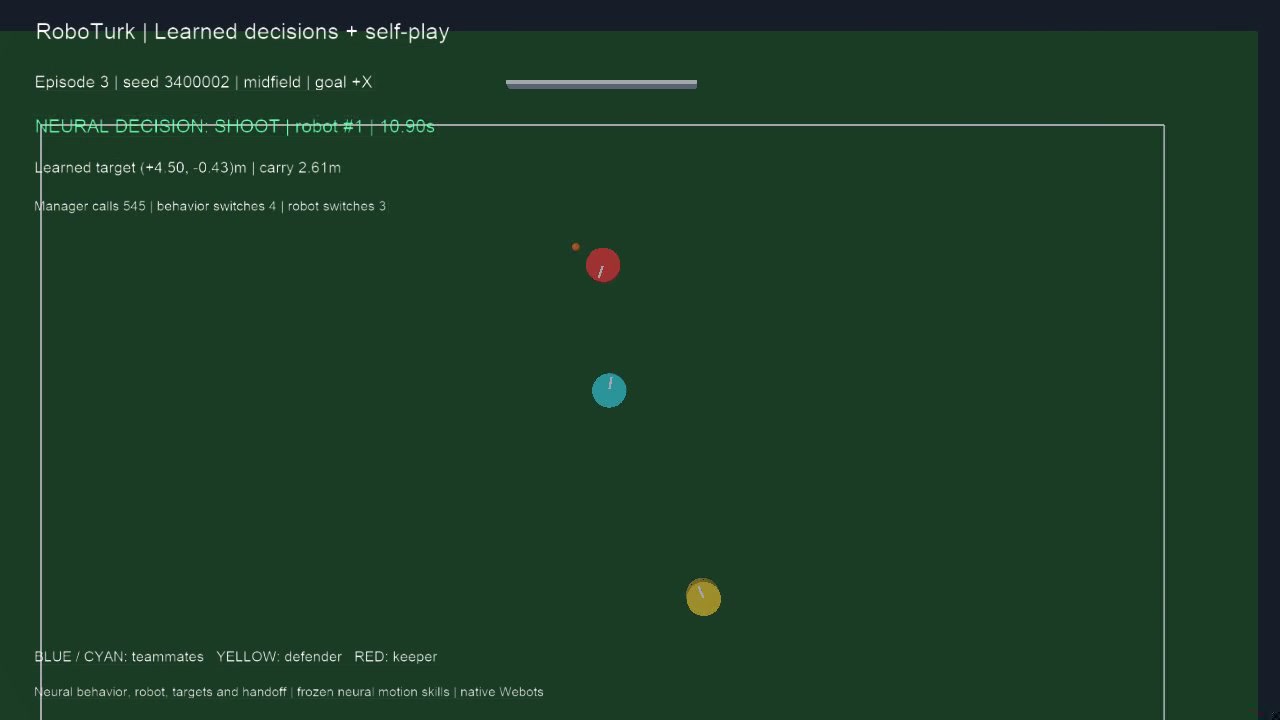 RoboTurk | Learned decisions + self-play
Episode 3 | seed 3400002 | midfield | goal +X
NEURAL DECISION: SHOOT | robot #1 | 10.90s
Learned target (+4.50, -0.43)m | carry 2.61m
Manager calls 545 | behavior switches 4 | robot switches 3
BLUE / CYAN: teammates   YELLOW: defender   RED: keeper
Neural behavior, robot, targets and handoff | frozen neural motion skills | native Webots